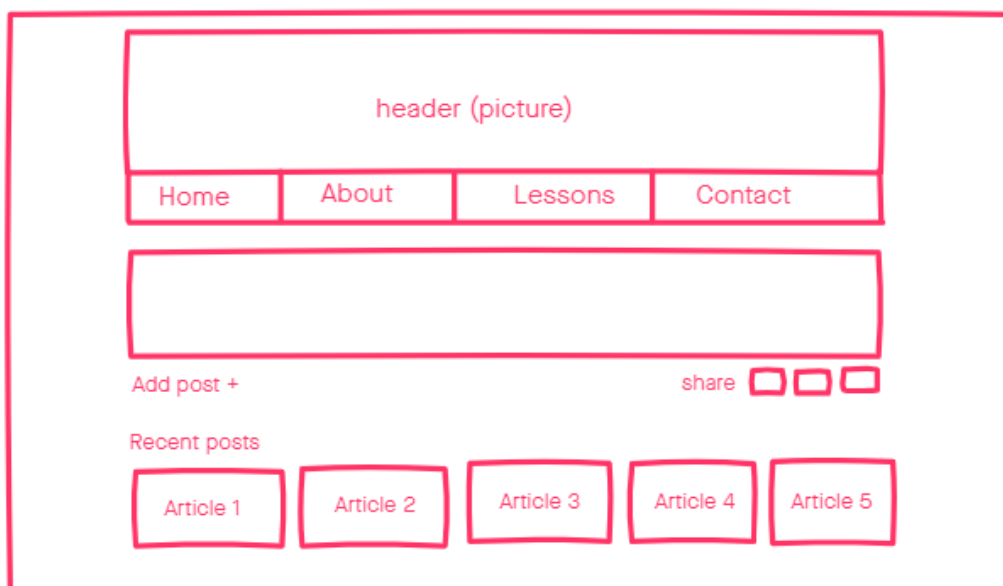 header (picture)
Home About Lessons Contact
Add post + share
Recent posts
Article 1 Article 2 Article 3 Article 4 Article 5